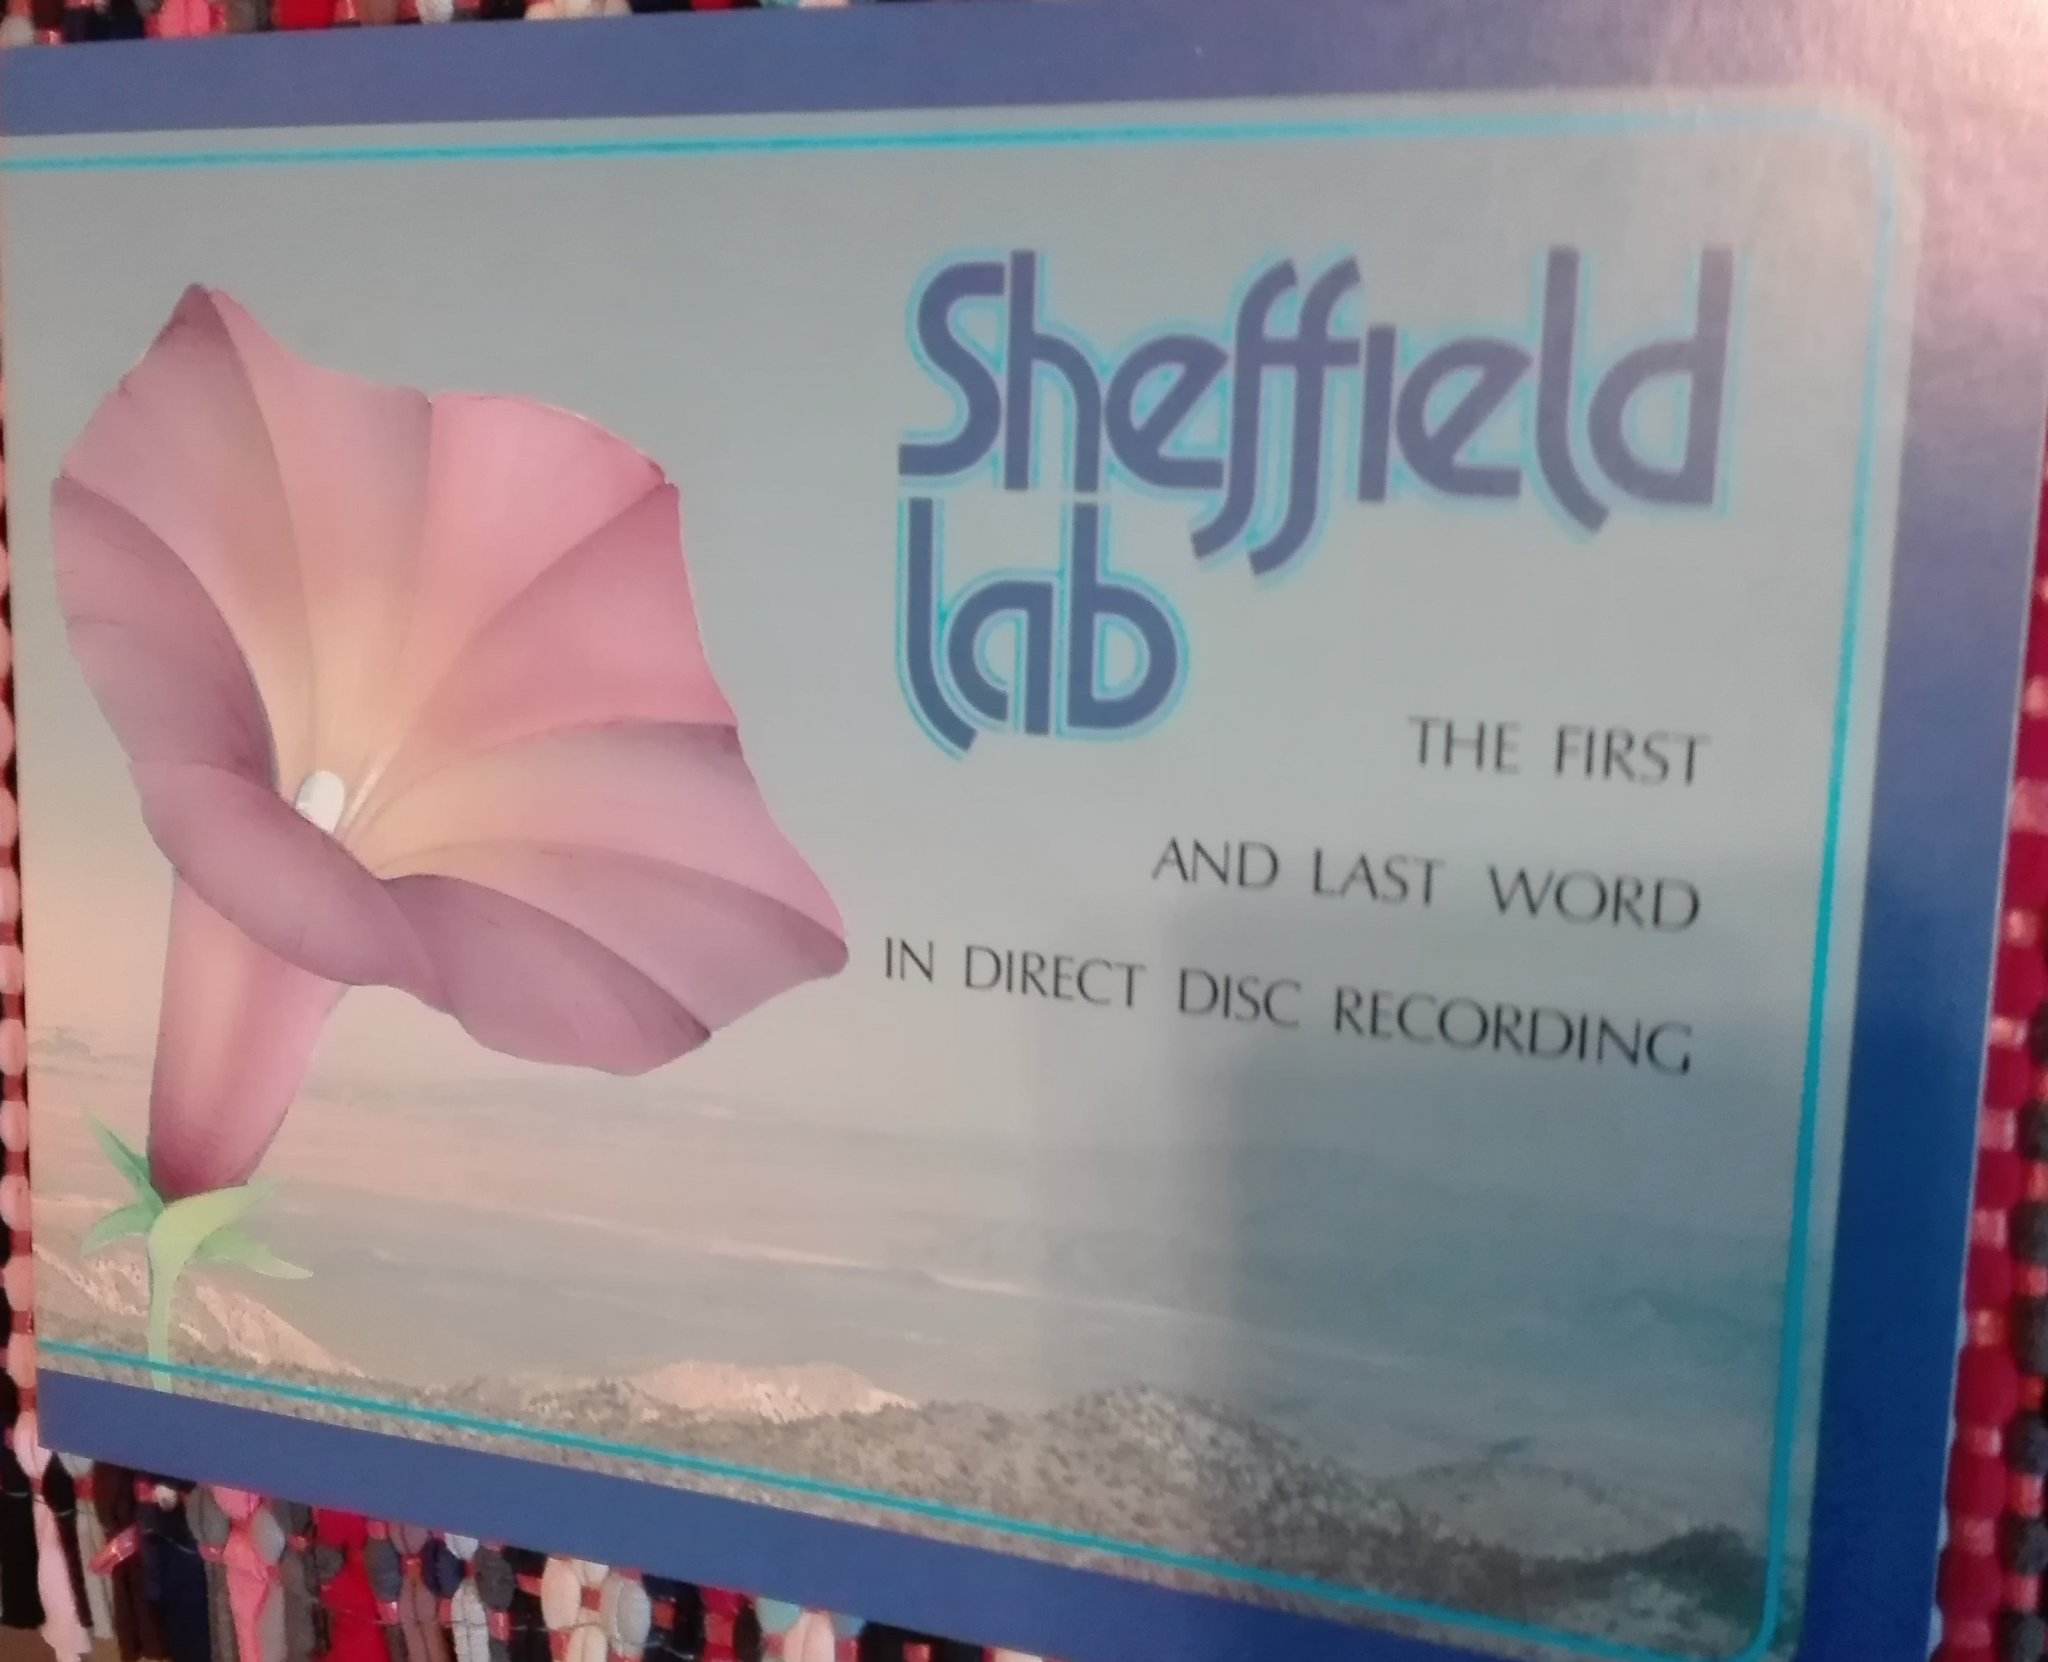 Sheffield
lab
THE FIRST
AND LAST WORD
IN DIRECT DISC RECORDING